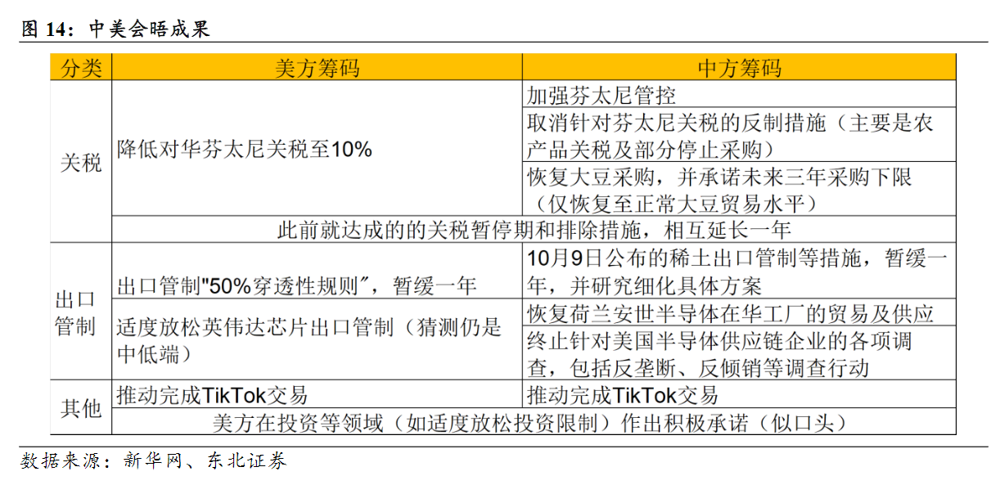 图 14：中美会晤成果
分类 美方筹码 中方筹码
关税
降低对华芬太尼关税至10%
加强芬太尼管控
取消针对芬太尼关税的反制措施（主要是农
产品关税及部分停止采购）
恢复大豆采购，并承诺未来三年采购下限
（仅恢复至正常大豆贸易水平）
此前就达成的的关税暂停期和排除措施，相互延长一年
出口
管制
出口管制"50%穿透性规则"，暂缓一年
10月9日公布的稀土出口管制等措施，暂缓一
年，并研究细化具体方案
适度放松英伟达芯片出口管制（猜测仍是
中低端）
恢复荷兰安世半导体在华工厂的贸易及供应
终止针对美国半导体供应链企业的各项调
查，包括反垄断、反倾销等调查行动
其他
推动完成TikTok交易
推动完成TikTok交易
美方在投资等领域（如适度放松投资限制）作出积极承诺（似口头）
数据来源：新华网、东北证券